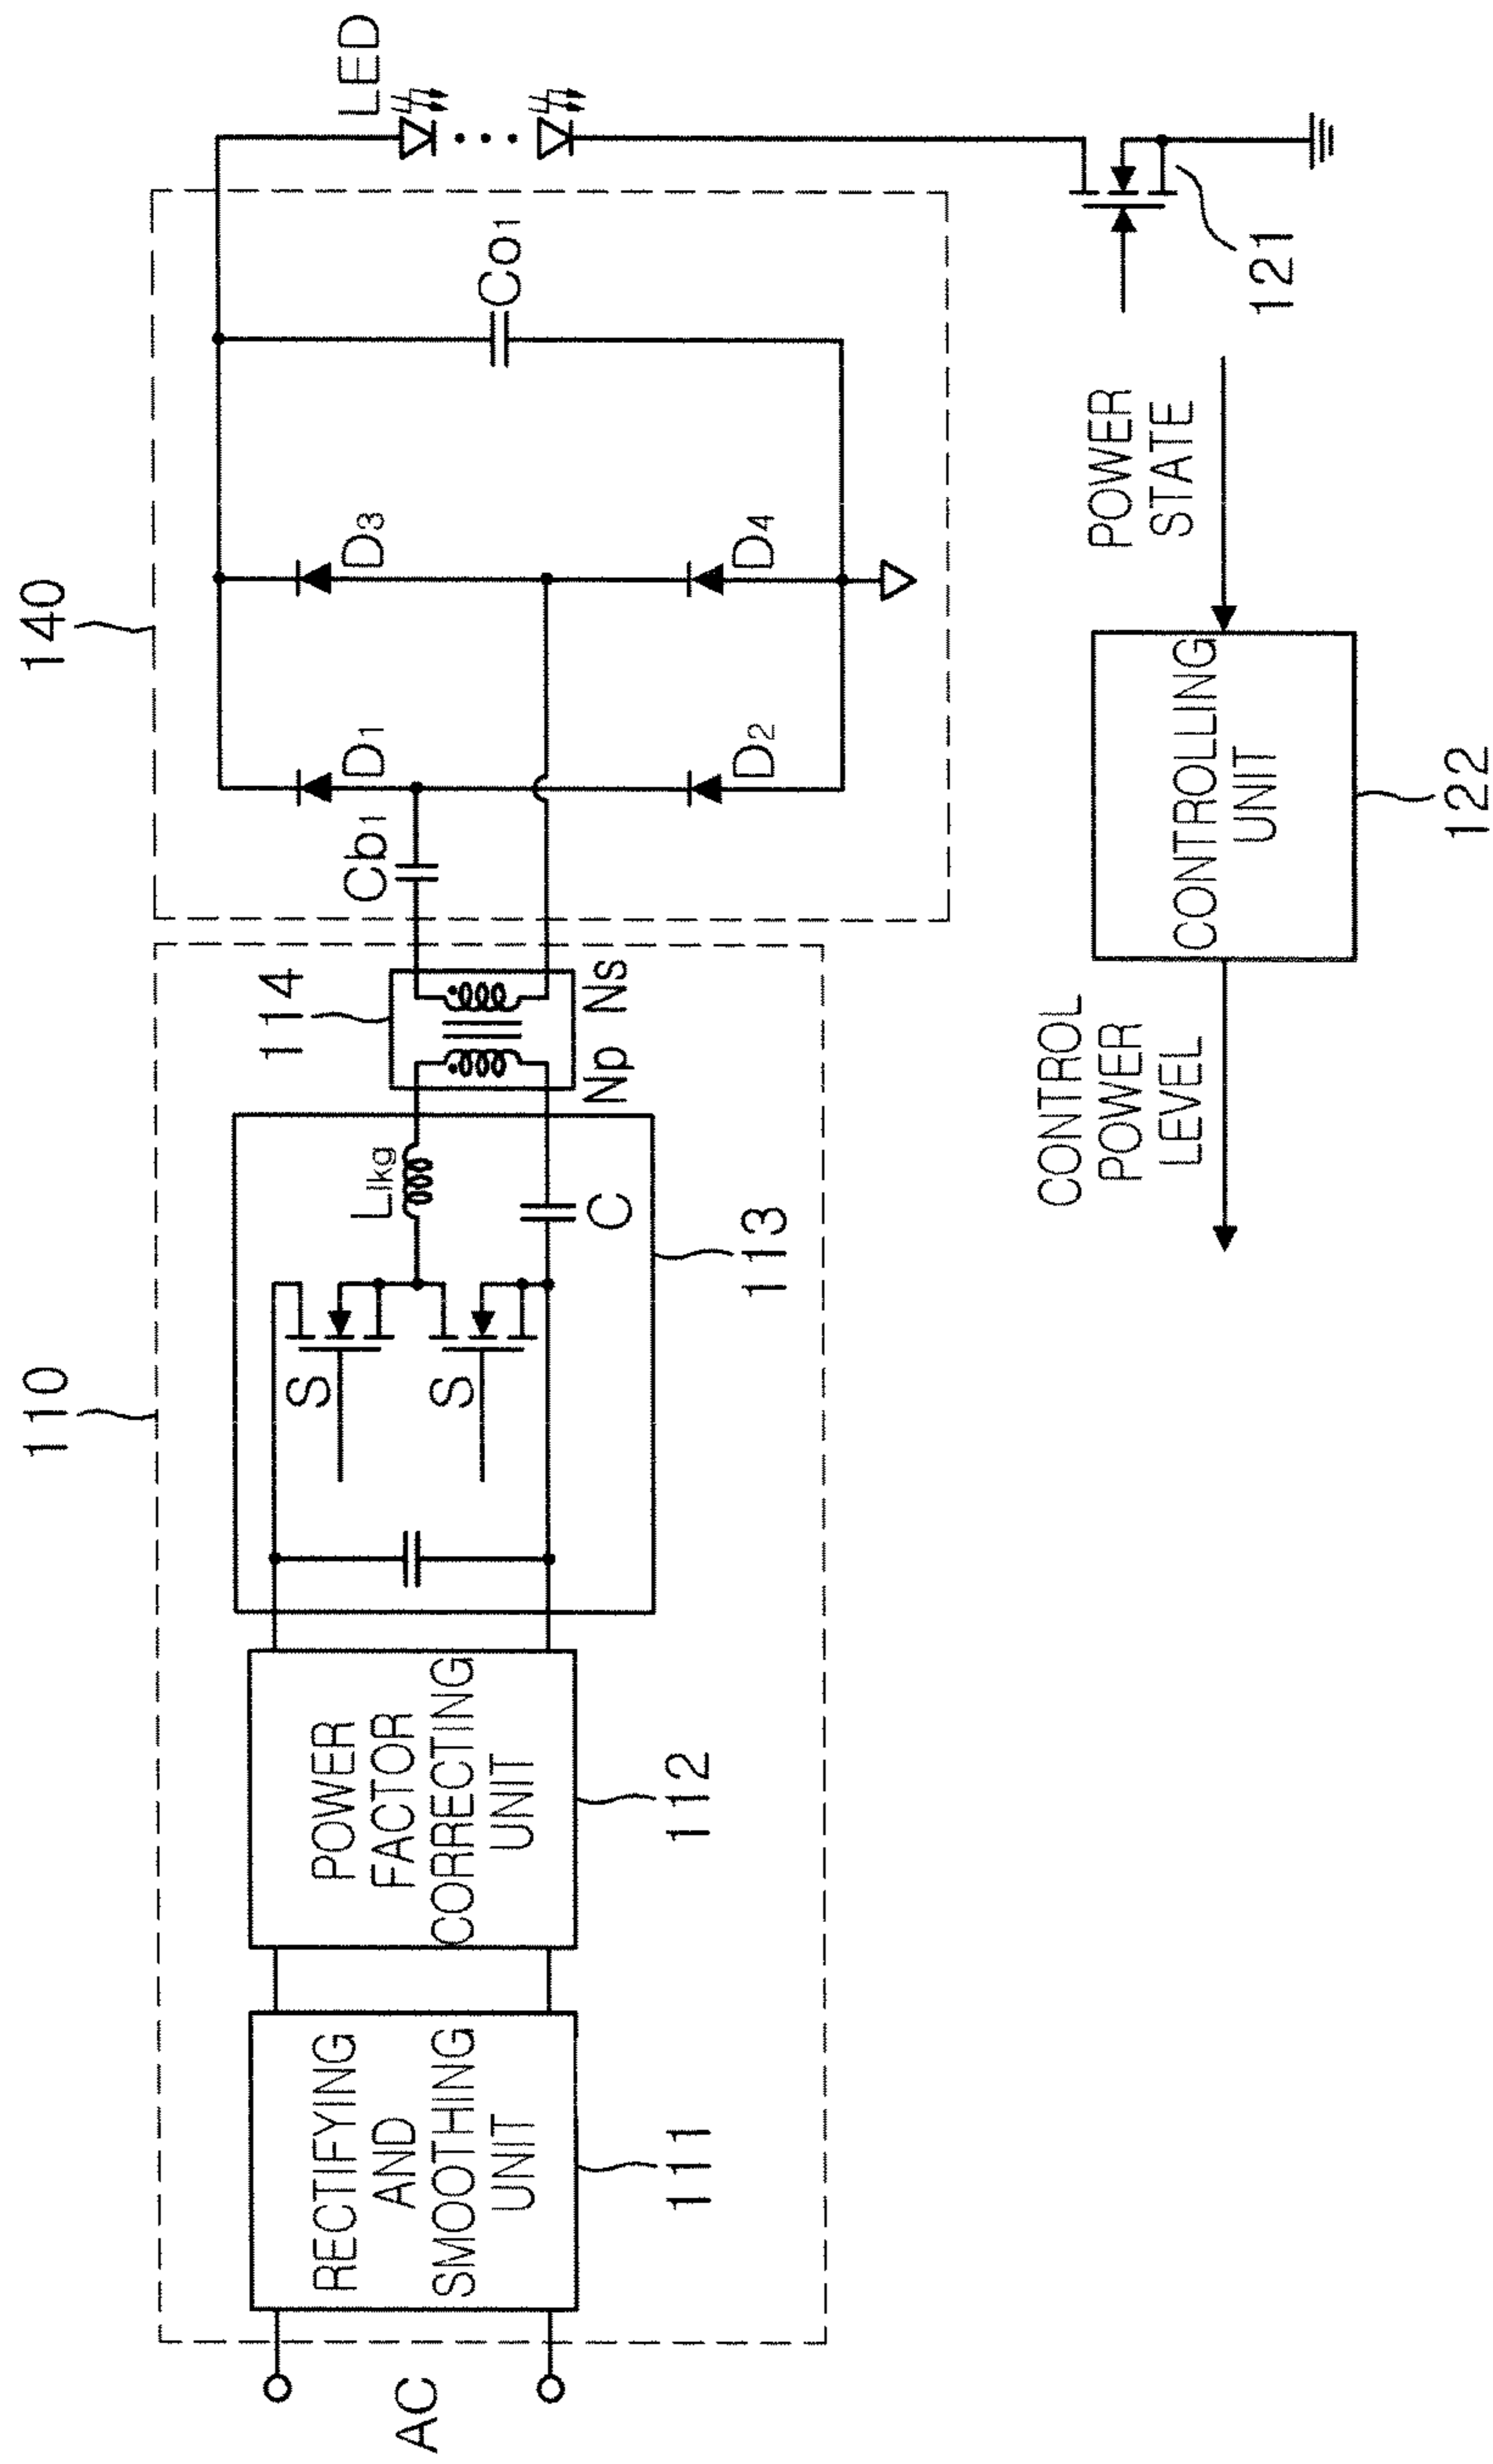 110
140
LED
114
Cb1
D1
D3
Co1
Llkg
S
S
C
Np
Ns
D2
D4
113
RECTIFYING
AND
SMOOTHING
UNIT
POWER
FACTOR
CORRECTING
UNIT
AC
111
112
121
CONTROL
POWER
LEVEL
CONTROLLING
UNIT
POWER
STATE
122